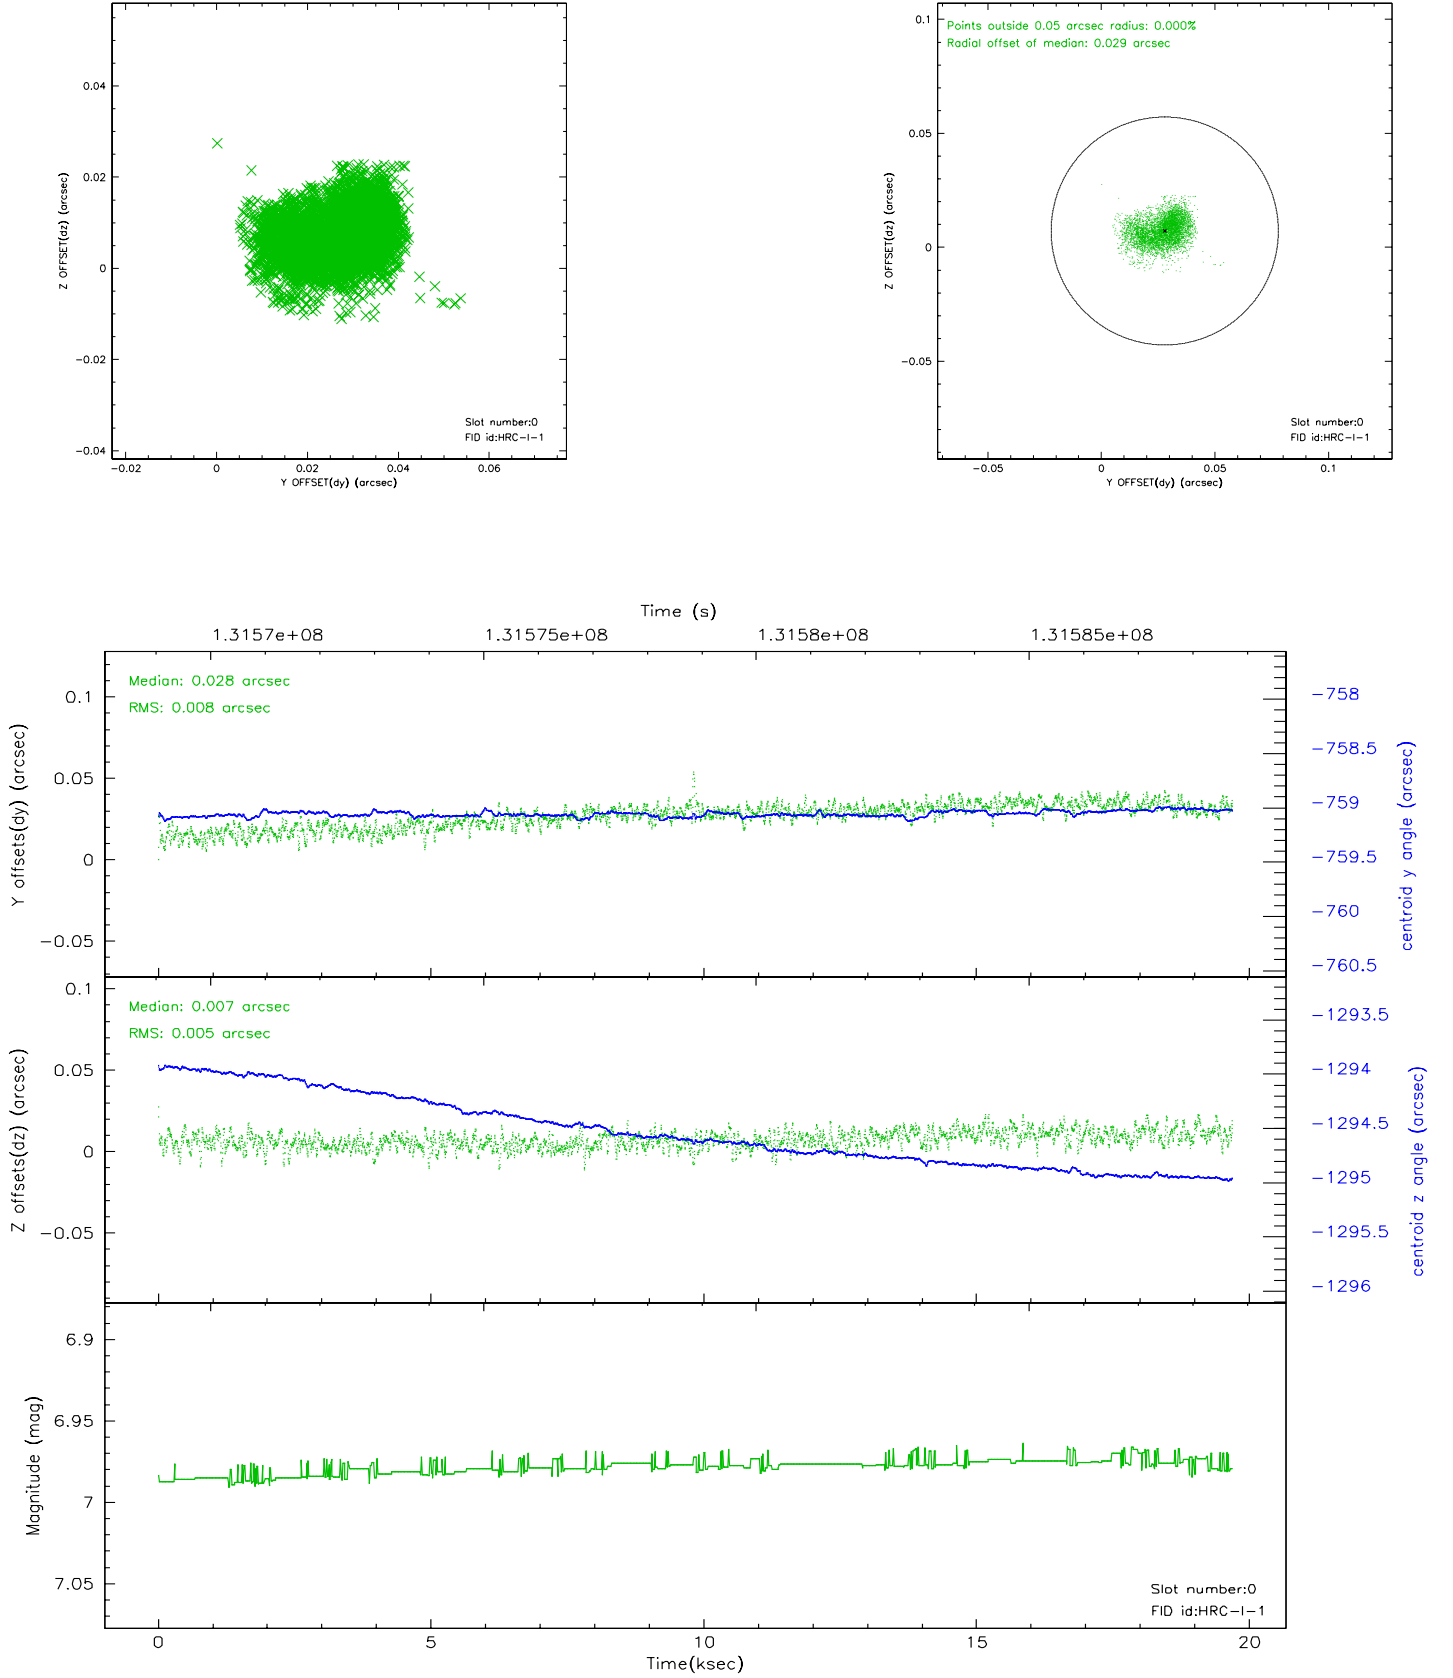 0.04
0.02
0
−0.02
−0.04
Z OFFSET(dz) (arcsec)
Slot number:0
FID id:HRC−I−1
−0.02 0 0.02 0.04 0.06
Y OFFSET(dy) (arcsec)
Points outside 0.05 arcsec radius: 0.000%
Radial offset of median: 0.029 arcsec
0.1
0.05
0
−0.05
Z OFFSET(dz) (arcsec)
Slot number:0
FID id:HRC−I−1
−0.05 0 0.05 0.1
Y OFFSET(dy) (arcsec)
Time (s)
1.3157e+08 1.31575e+08 1.3158e+08 1.31585e+08
Median: 0.028 arcsec
RMS: 0.008 arcsec
0.1
0.05
0
−0.05
Y offsets(dy) (arcsec)
−758
−758.5
−759
−759.5
−760
−760.5
centroid y angle (arcsec)
Median: 0.007 arcsec
RMS: 0.005 arcsec
0.1
0.05
0
−0.05
Z offsets(dz) (arcsec)
−1293.5
−1294
−1294.5
−1295
−1295.5
−1296
centroid z angle (arcsec)
6.9
6.95
7
7.05
Magnitude (mag)
Slot number:0
FID id:HRC−I−1
0 5 10 15 20
Time(ksec)